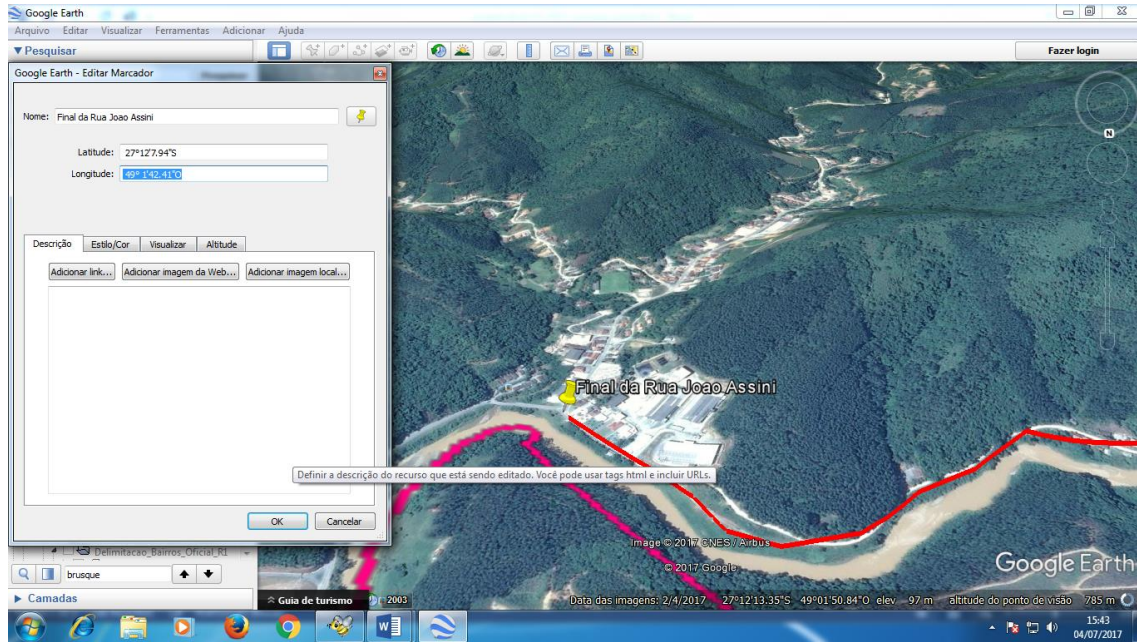 Google Earth
Arquivo Editar Visualizar Ferramentas Adicionar Ajuda
Pesquisar
Fazer login
Google Earth - Editar Marcador
Nome: Final da Rua Joao Assini
Latitude: 27°12'7.94"S
Longitude: 49° 1'42.41"O
Descrição Estilo/Cor Visualizar Altitude
Adicionar link... Adicionar imagem da Web... Adicionar imagem local...
N
Final da Rua Joao Assini
Definir a descrição do recurso que está sendo editado. Você pode usar tags html e incluir URLs.
OK Cancelar
Image © 2017 CNES / Airbus
© 2017 Google
Google Earth
Delimitacao_Bairros_Oficial_R1
brusque
Camadas
Guia de turismo 2003
Data das imagens: 2/4/2017 27°12'13.35"S 49°01'50.84"O elev 97 m altitude do ponto de visão 785 m
15:43
04/07/2017